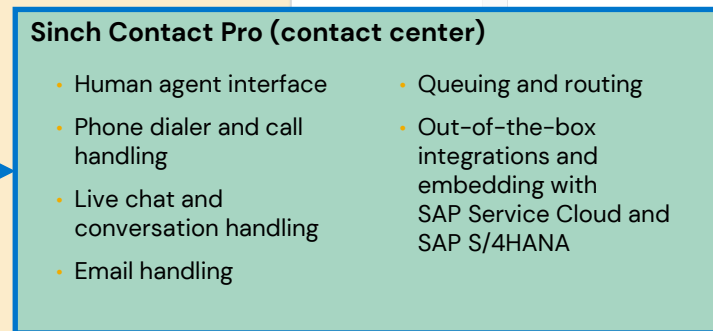 Sinch Contact Pro (contact center)
• Human agent interface
• Phone dialer and call
handling
• Live chat and
conversation handling
• Email handling
• Queuing and routing
• Out-of-the-box
integrations and
embedding with
SAP Service Cloud and
SAP S/4HANA